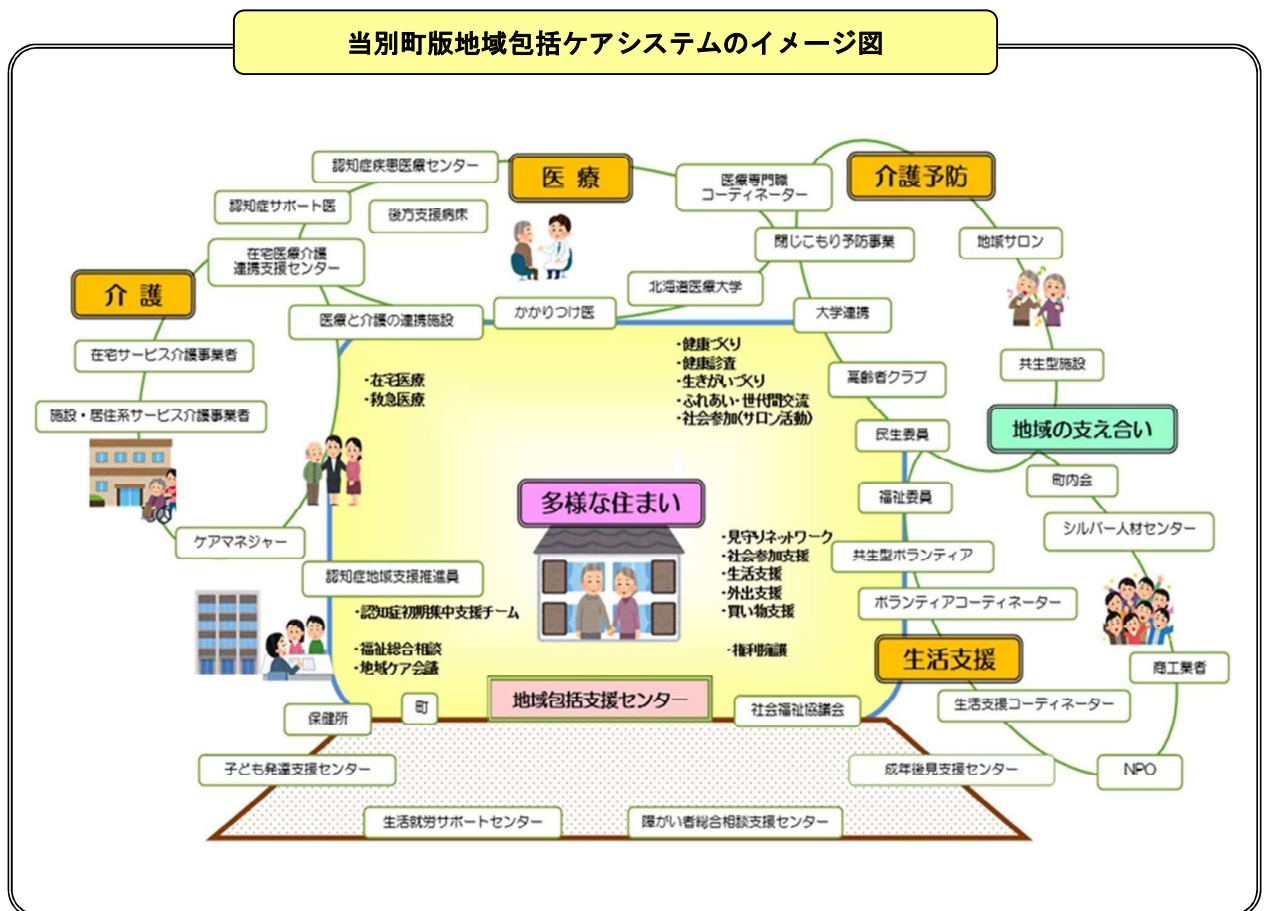 当別町版地域包括ケアシステムのイメージ図
認知症疾患医療センター
医療
医療専門職
コーディネーター
介護予防
認知症サポート医
後方支援病床
閉じこもり予防事業
地域サロン
在宅医療介護
連携支援センター
介護
北海道医療大学
医療と介護の連携施設
かかりつけ医
大学連携
在宅サービス介護事業者
・在宅医療
・救急医療
・健康づくり
・健康診査
・生きがいづくり
・ふれあい・世代間交流
・社会参加(サロン活動)
共生型施設
高齢者クラブ
施設・居住系サービス介護事業者
民生委員
地域の支え合い
町内会
福祉委員
多様な住まい
シルバー人材センター
ケアマネジャー
・見守りネットワーク
・社会参加支援
・生活支援
・外出支援
・買い物支援
共生型ボランティア
認知症地域支援推進員
ボランティアコーディネーター
・認知症初期集中支援チーム
・福祉総合相談
・地域ケア会議
・権利擁護
生活支援
商工業者
地域包括支援センター
保健所
町
社会福祉協議会
生活支援コーディネーター
子ども発達支援センター
成年後見支援センター
NPO
生活就労サポートセンター
障がい者総合相談支援センター